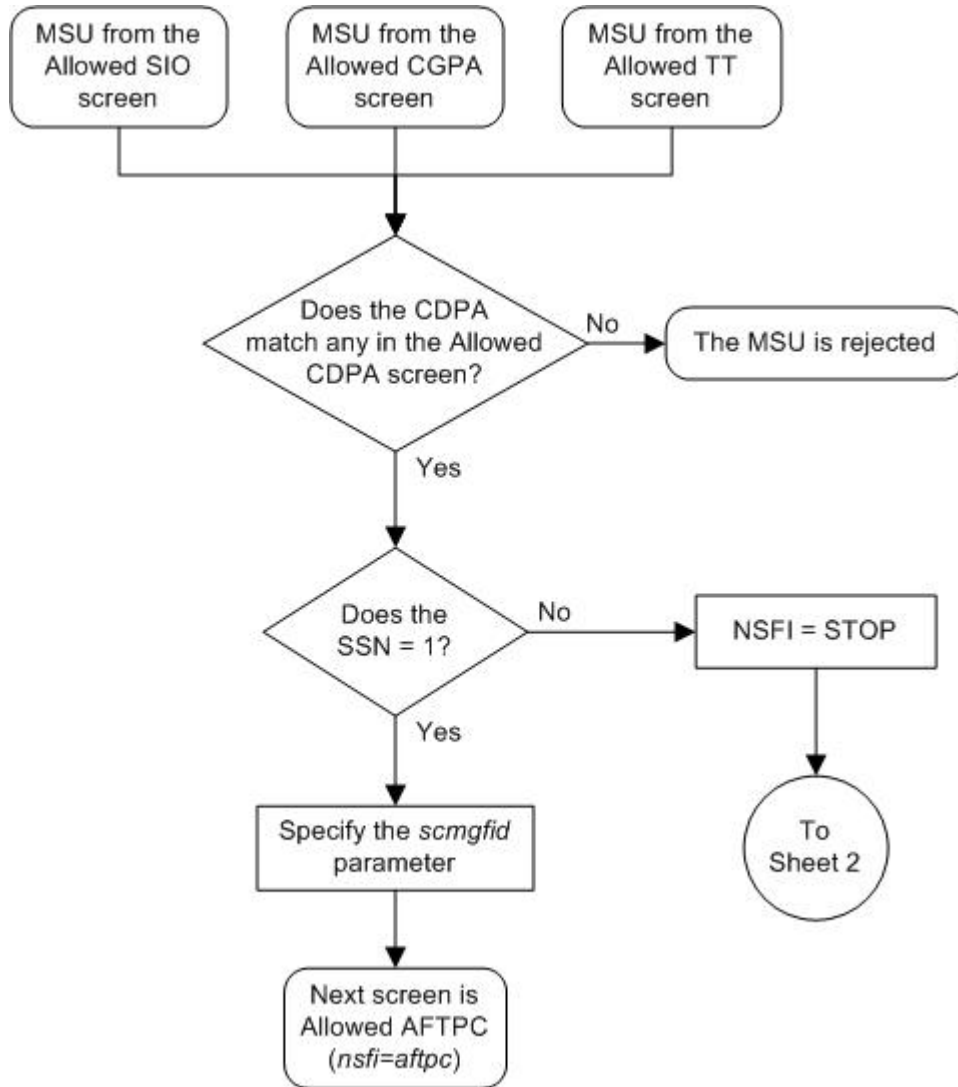 MSU from the
Allowed SIO
screen
MSU from the
Allowed CGPA
screen
MSU from the
Allowed TT
screen
Does the CDPA
match any in the Allowed
CDPA screen?
No
The MSU is rejected
Yes
Does the
SSN = 1?
No
NSFI = STOP
Yes
Specify the scmgfid
parameter
To
Sheet 2
Next screen is
Allowed AFTPC
(nsfi=aftpc)